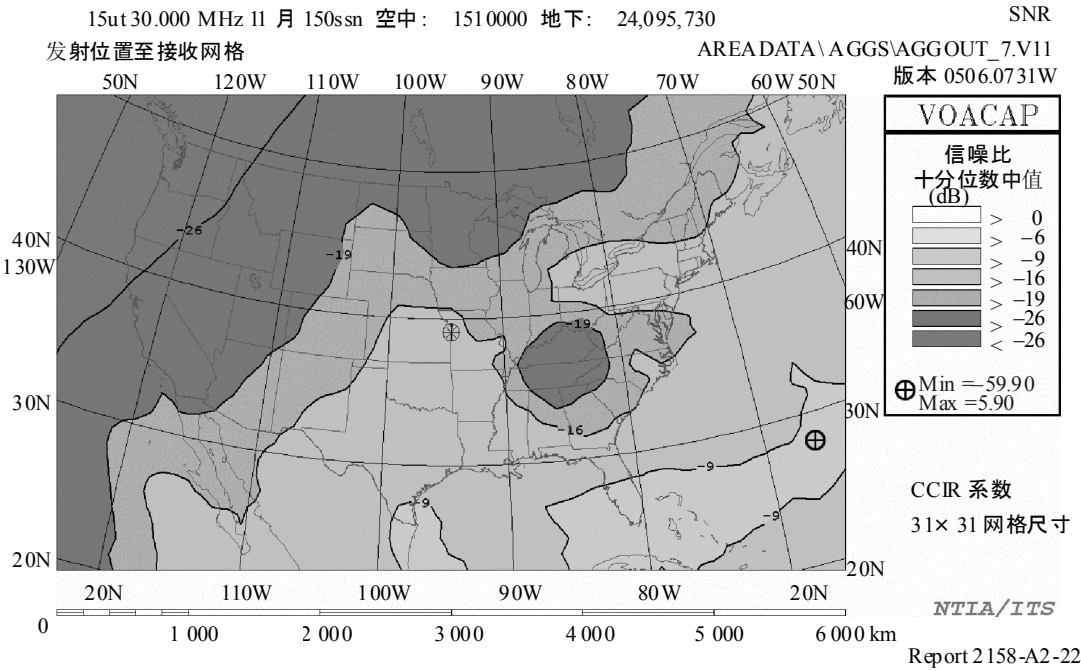 15ut 30.000 MHz 11 月 150ssn 空中： 1510000 地下： 24,095,730
SNR
发射位置至接收网格
AREADATA\AGGS\AGGOUT_7.V11
版本 0506.0731W
50N 120W 110W 100W 90W 80W 70W 60W 50N
40N
130W
30N
20N
40N
60W
30N
20N
-26
-19
-19
-16
-9
-9
-9
20N 110W 100W 90W 80W 20N
0 1 000 2 000 3 000 4 000 5 000 6 000 km
VOACAP
信噪比
十分位数中值
(dB)
> 0
> –6
> –9
> –16
> –19
> –26
< –26
Min =–59.90
Max =5.90
CCIR 系数
31× 31 网格尺寸
NTIA/ITS
Report 2158-A2-22